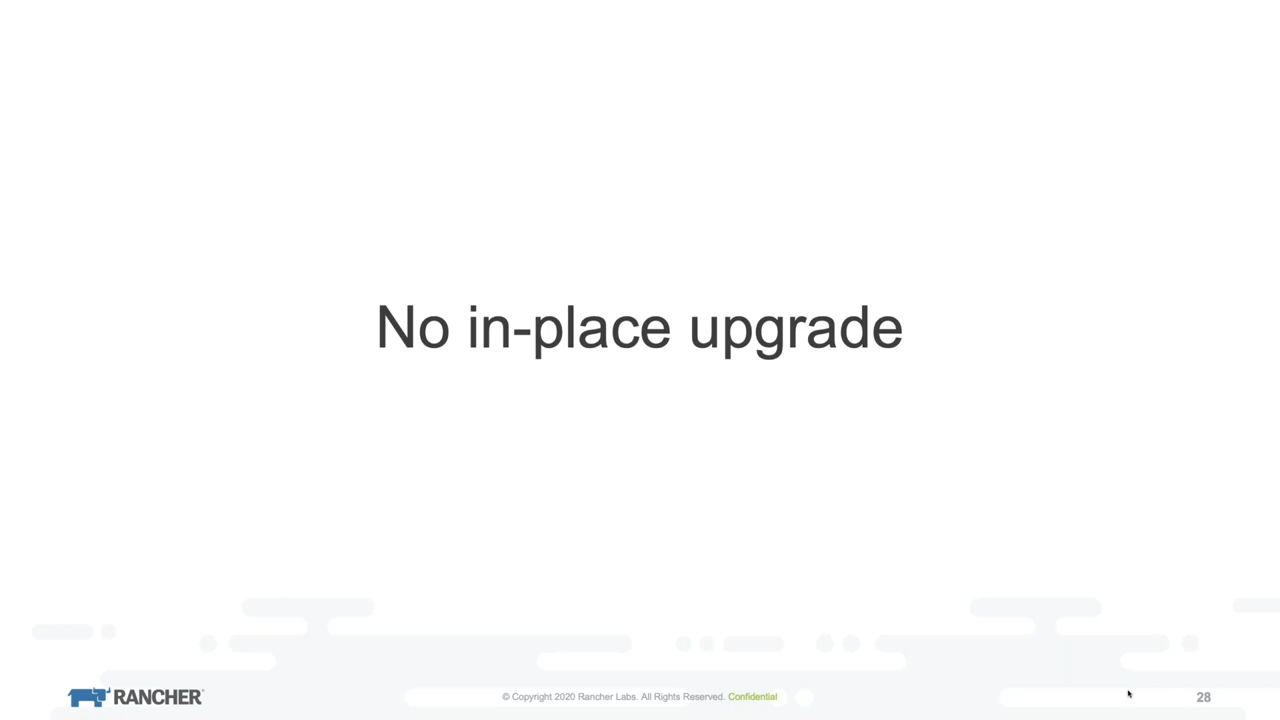 No in-place upgrade
RANCHER
© Copyright 2020 Rancher Labs. All Rights Reserved. Confidential
28